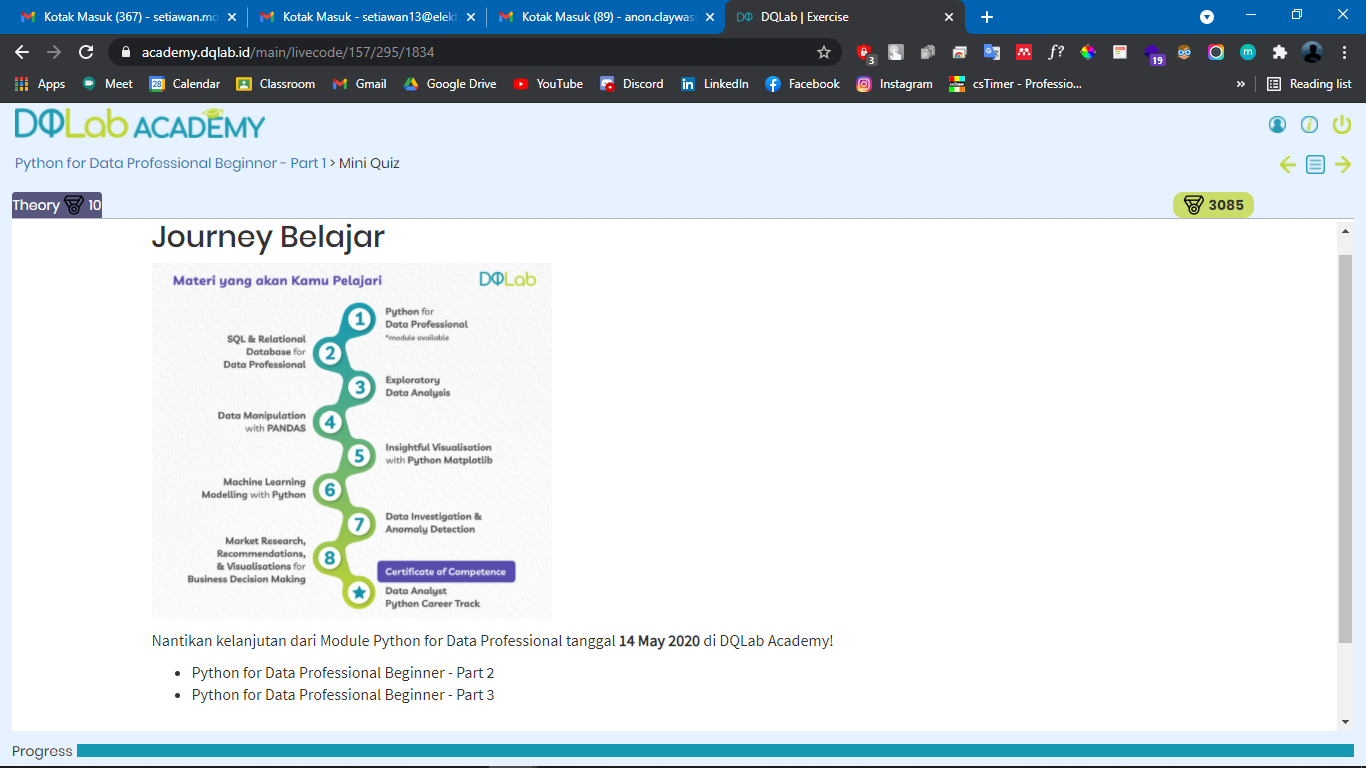 Kotak Masuk (367) - setiawan.mo
Kotak Masuk - setiawan13@elekt
Kotak Masuk (89) - anon.claywas
DQLab | Exercise
academy.dqlab.id/main/livecode/157/295/1834
3
f?
19
m
Apps
Meet
28
Calendar
Classroom
Gmail
Google Drive
YouTube
Discord
LinkedIn
Facebook
Instagram
csTimer - Professio...
»
Reading list
DQLab ACADEMY
Python for Data Professional Beginner - Part 1 > Mini Quiz
Theory 10
3085
Journey Belajar
Materi yang akan Kamu Pelajari
DQLab
1
Python for
Data Professional
*module available
SQL & Relational
Database for
Data Professional
2
3
Exploratory
Data Analysis
Data Manipulation
with PANDAS
4
5
Insightful Visualisation
with Python Matplotlib
Machine Learning
Modelling with Python
6
7
Data Investigation &
Anomaly Detection
Market Research,
Recommendations,
& Visualisations for
Business Decision Making
8
Certificate of Competence
Data Analyst
Python Career Track
Nantikan kelanjutan dari Module Python for Data Professional tanggal 14 May 2020 di DQLab Academy!
• Python for Data Professional Beginner - Part 2
• Python for Data Professional Beginner - Part 3
Progress